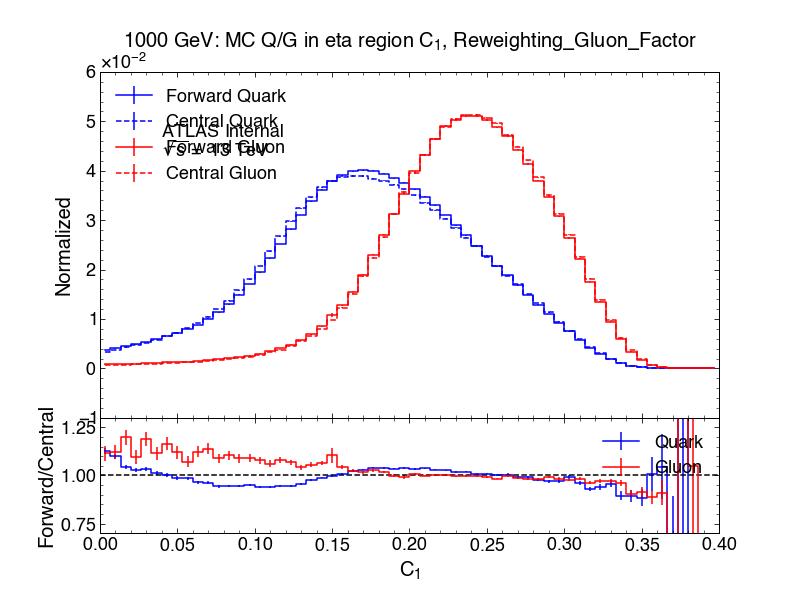 1000 GeV: MC Q/G in eta region C₁, Reweighting_Gluon_Factor
×10⁻²
6
5
4
3
2
1
0
−1
Normalized
Forward Quark
Central Quark
ATLAS Internal
Forward Gluon
√s = 13 TeV
Central Gluon
1.25
1.00
0.75
Forward/Central
Quark
Gluon
0.00 0.05 0.10 0.15 0.20 0.25 0.30 0.35 0.40
C₁